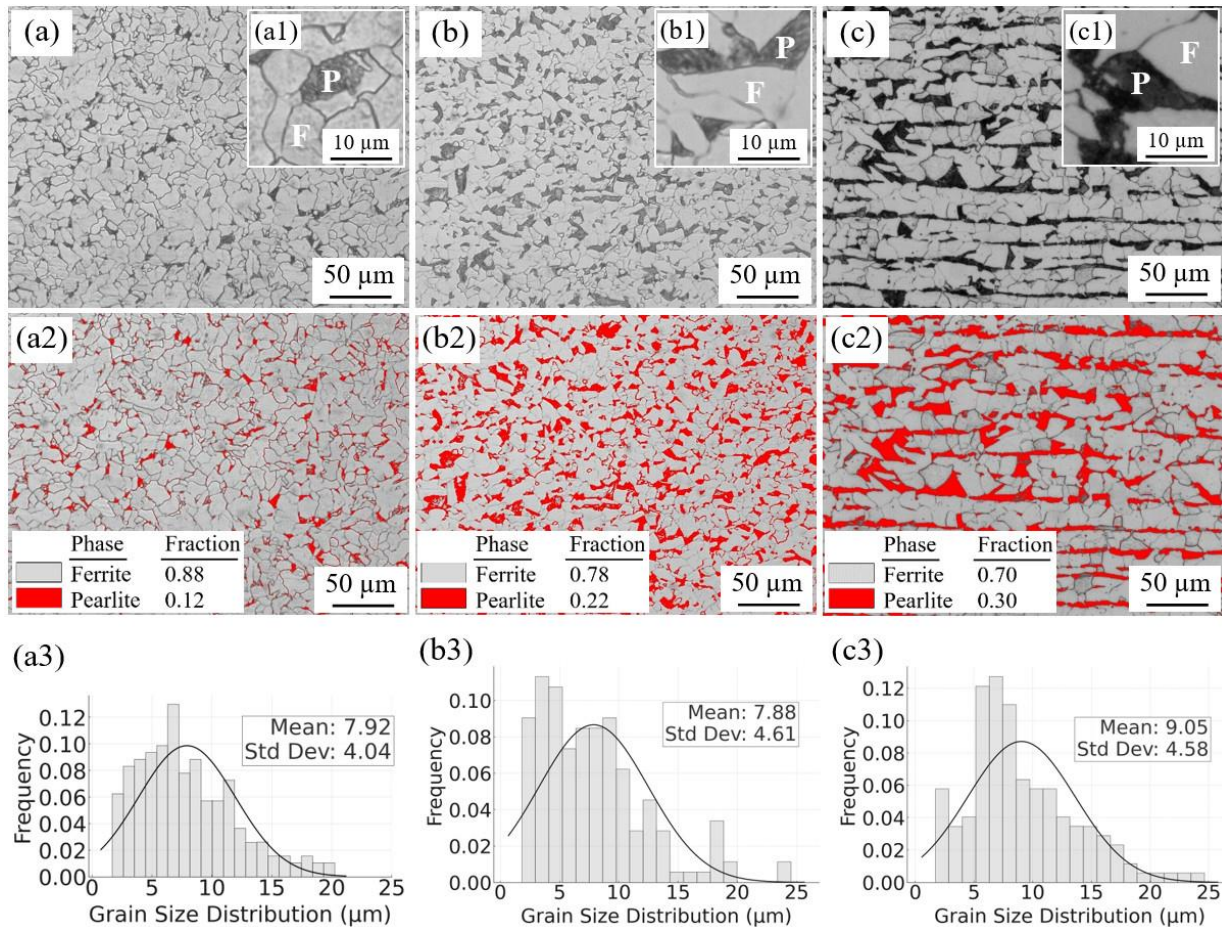 (a)
(a1)
P
F
10 µm
50 µm
(b)
(b1)
P
F
10 µm
50 µm
(c)
(c1)
F
P
10 µm
50 µm
(a2)
Phase Fraction
Ferrite 0.88
Pearlite 0.12
50 µm
(b2)
Phase Fraction
Ferrite 0.78
Pearlite 0.22
50 µm
(c2)
Phase Fraction
Ferrite 0.70
Pearlite 0.30
50 µm
(a3)
Mean: 7.92
Std Dev: 4.04
Frequency
0.12
0.10
0.08
0.06
0.04
0.02
0.00
0 5 10 15 20 25
Grain Size Distribution (µm)
(b3)
Mean: 7.88
Std Dev: 4.61
Frequency
0.10
0.08
0.06
0.04
0.02
0.00
0 5 10 15 20 25
Grain Size Distribution (µm)
(c3)
Mean: 9.05
Std Dev: 4.58
Frequency
0.12
0.10
0.08
0.06
0.04
0.02
0.00
0 5 10 15 20 25
Grain Size Distribution (µm)